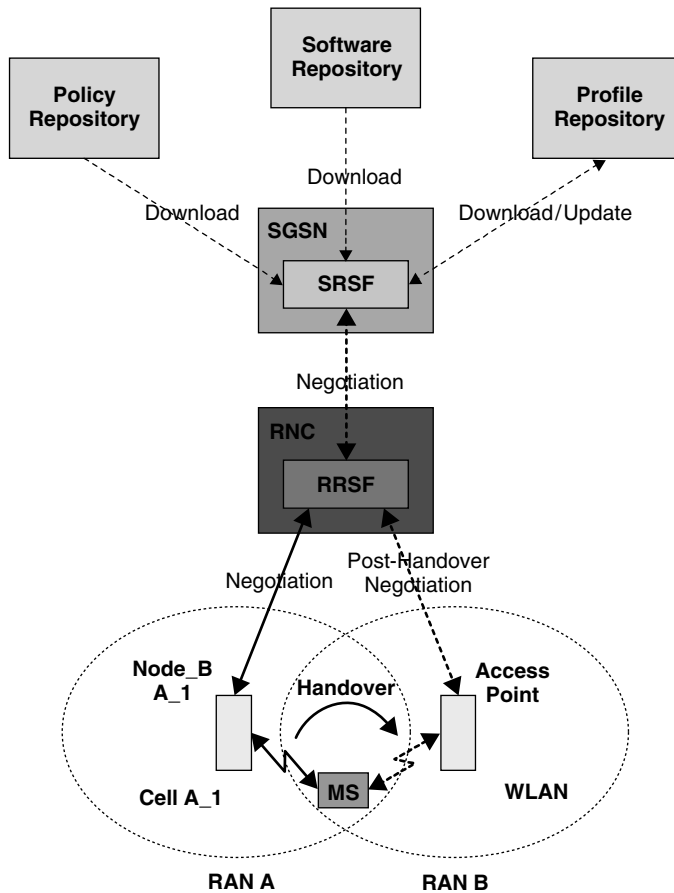 Software
Repository
Policy
Repository
Profile
Repository
Download
Download
Download/Update
SGSN
SRSF
Negotiation
RNC
RRSF
Post-Handover
Negotiation
Negotiation
Node_B
A_1
Handover
Access
Point
Cell A_1
MS
WLAN
RAN A
RAN B